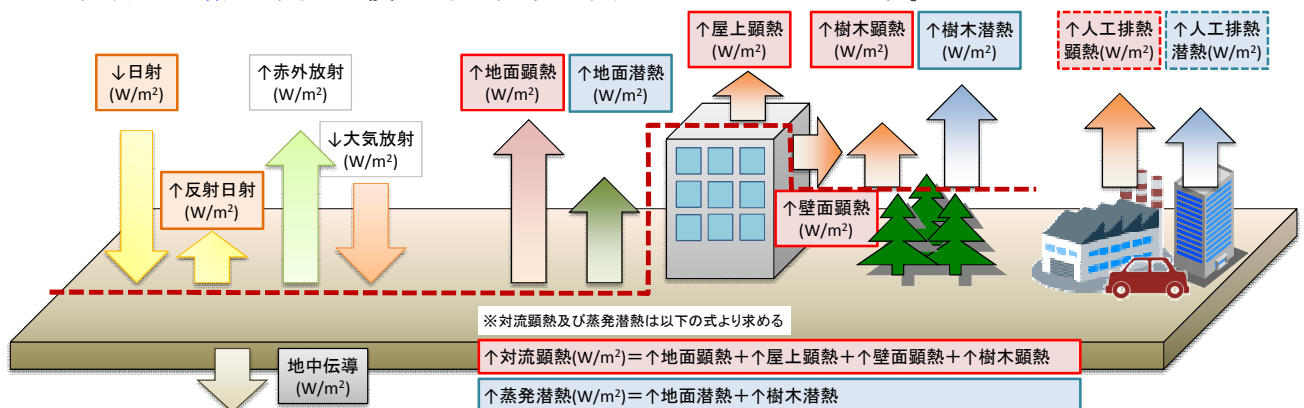 ↑屋上顕熱
(W/m²)
↑樹木顕熱
(W/m²)
↑樹木潜熱
(W/m²)
↑人工排熱
顕熱(W/m²)
↑人工排熱
潜熱(W/m²)
↓日射
(W/m²)
↑赤外放射
(W/m²)
↑地面顕熱
(W/m²)
↑地面潜熱
(W/m²)
↓大気放射
(W/m²)
↑反射日射
(W/m²)
↑壁面顕熱
(W/m²)
※対流顕熱及び蒸発潜熱は以下の式より求める
地中伝導
(W/m²)
↑対流顕熱(W/m²)=↑地面顕熱+↑屋上顕熱+↑壁面顕熱+↑樹木顕熱
↑蒸発潜熱(W/m²)=↑地面潜熱+↑樹木潜熱